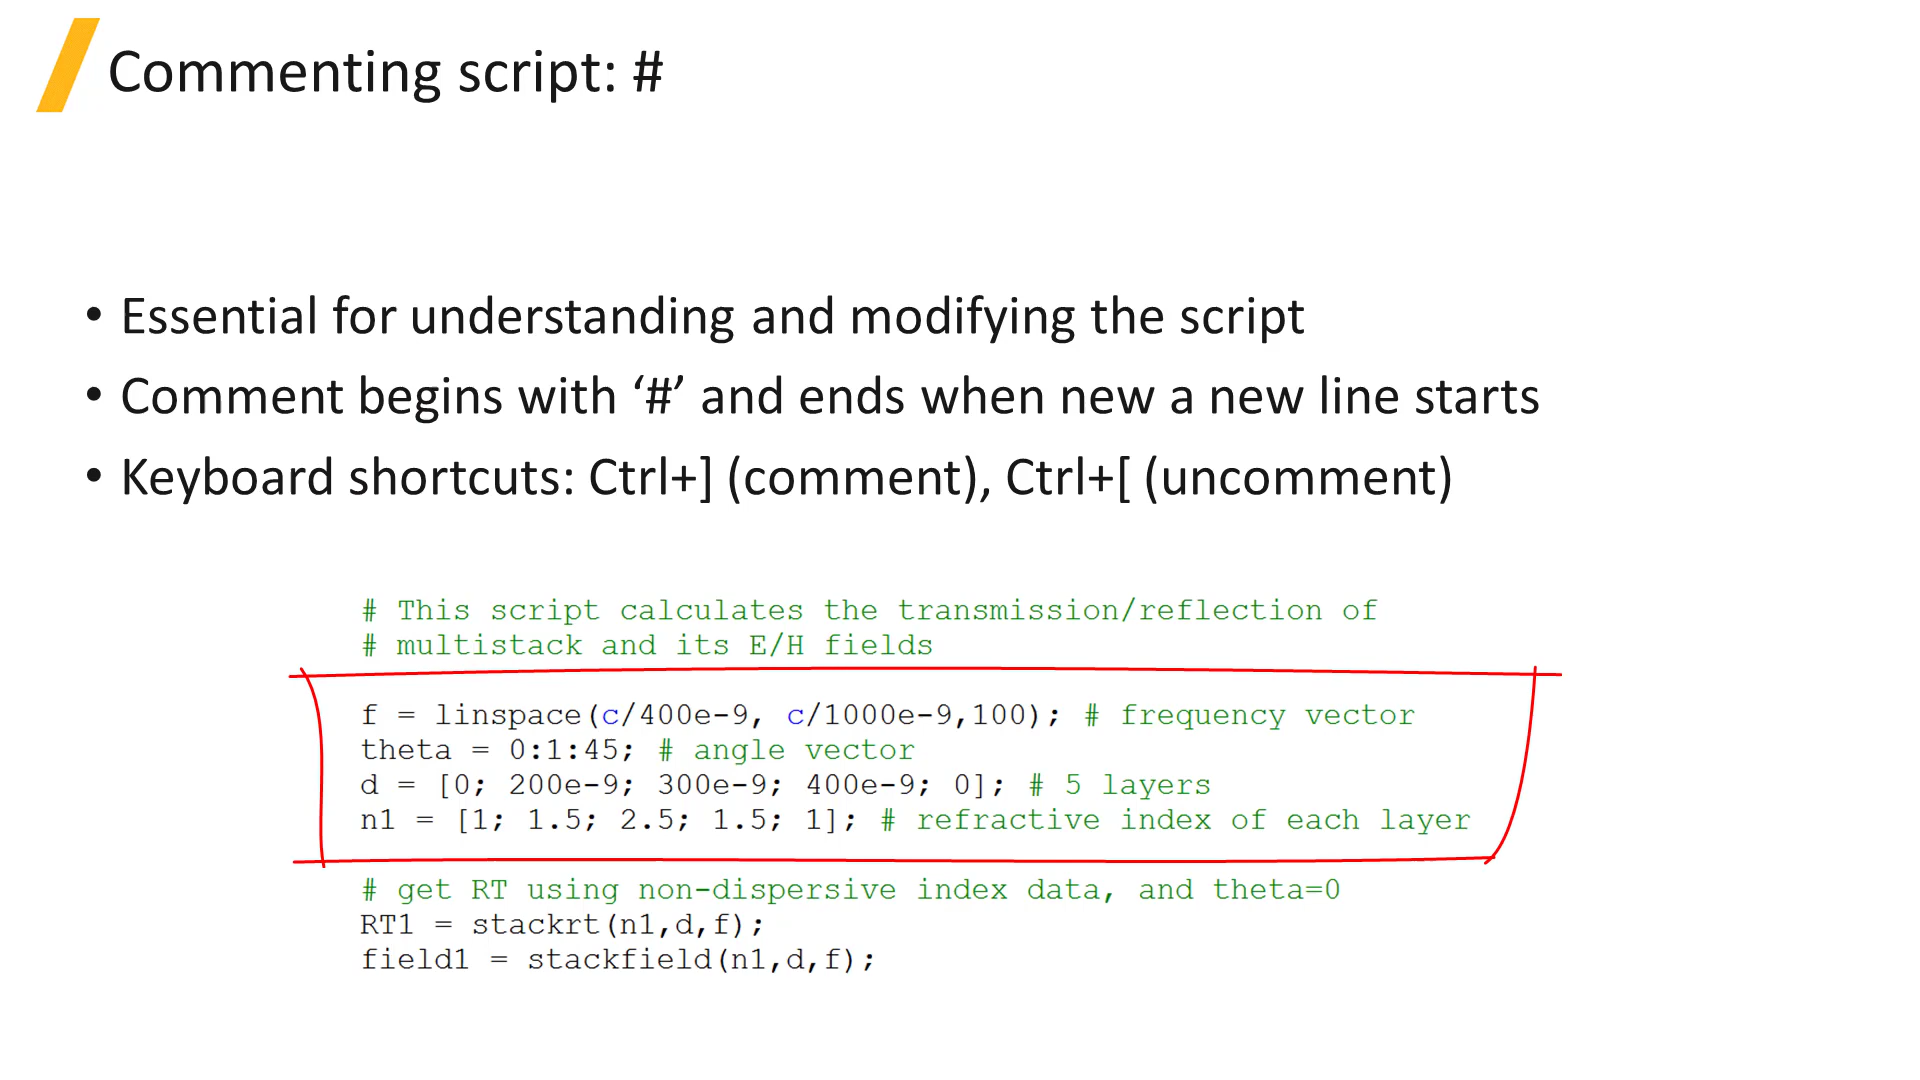 Commenting script: #
• Essential for understanding and modifying the script
• Comment begins with ‘#’ and ends when new a new line starts
• Keyboard shortcuts: Ctrl+] (comment), Ctrl+[ (uncomment)
# This script calculates the transmission/reflection of
# multistack and its E/H fields
f = linspace(c/400e-9, c/1000e-9,100); # frequency vector
theta = 0:1:45; # angle vector
d = [0; 200e-9; 300e-9; 400e-9; 0]; # 5 layers
n1 = [1; 1.5; 2.5; 1.5; 1]; # refractive index of each layer
# get RT using non-dispersive index data, and theta=0
RT1 = stackrt(n1,d,f);
field1 = stackfield(n1,d,f);